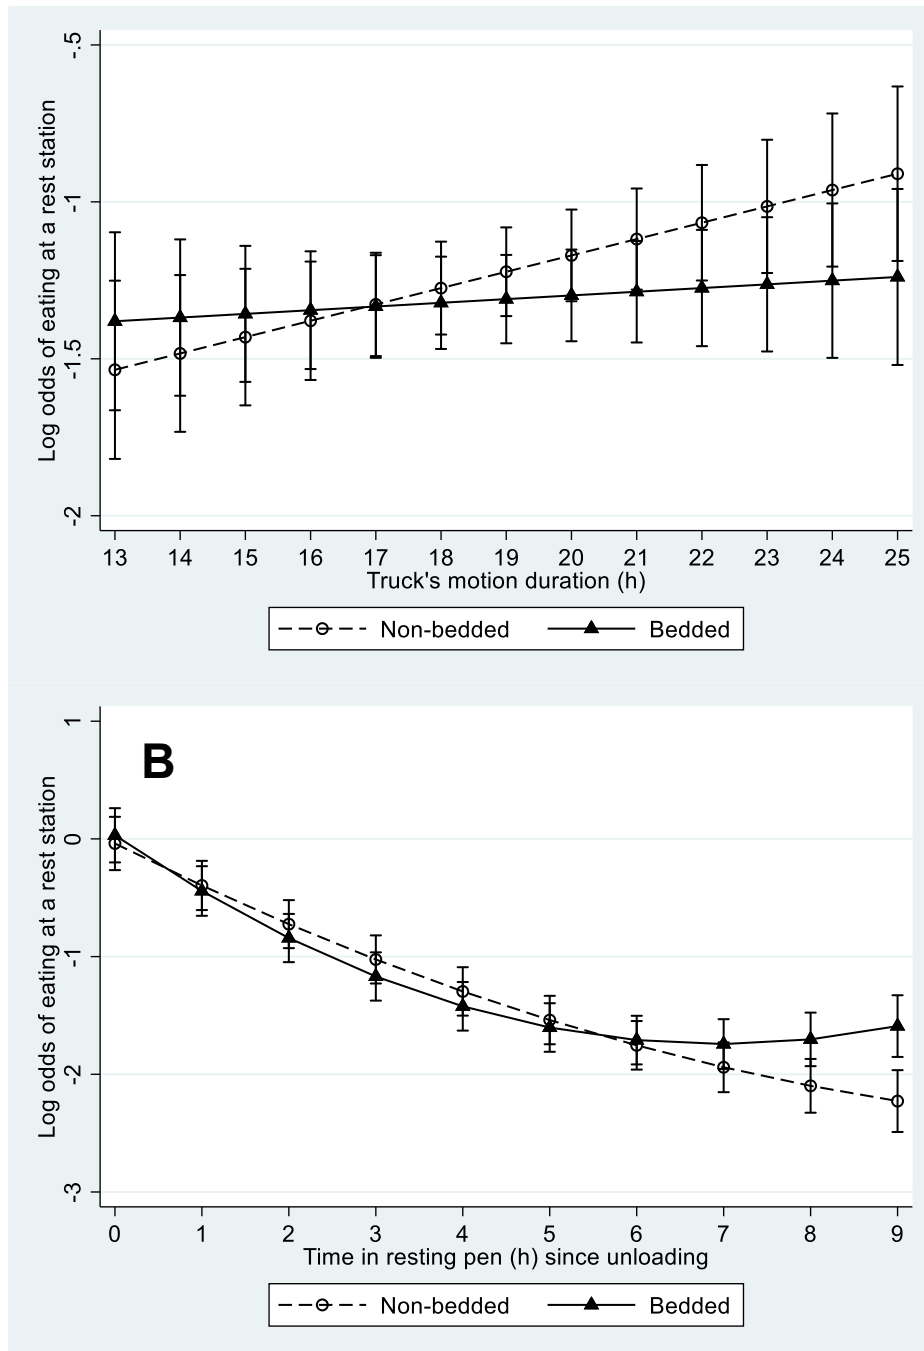 Log odds of eating at a rest station
-.5
-1
-1.5
-2
13 14 15 16 17 18 19 20 21 22 23 24 25
Truck's motion duration (h)
Non-bedded Bedded
B
Log odds of eating at a rest station
1
0
-1
-2
-3
0 1 2 3 4 5 6 7 8 9
Time in resting pen (h) since unloading
Non-bedded Bedded